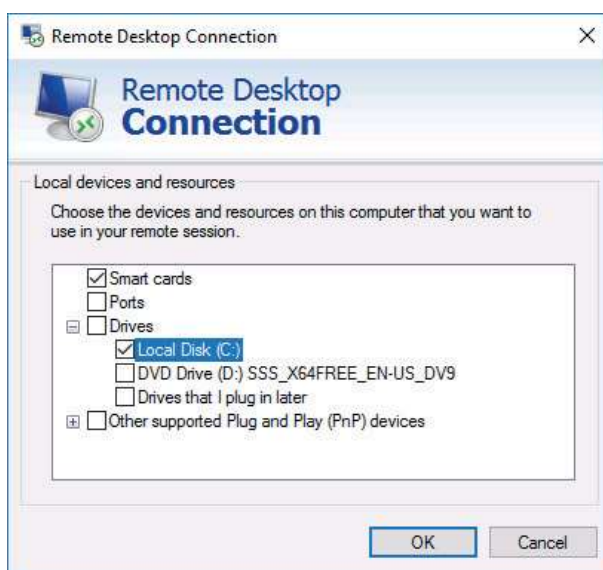 Remote Desktop Connection
Remote Desktop
Connection
Local devices and resources
Choose the devices and resources on this computer that you want to
use in your remote session.
Smart cards
Ports
Drives
Local Disk (C:)
DVD Drive (D:) SSS_X64FREE_EN-US_DV9
Drives that I plug in later
Other supported Plug and Play (PnP) devices
OK Cancel